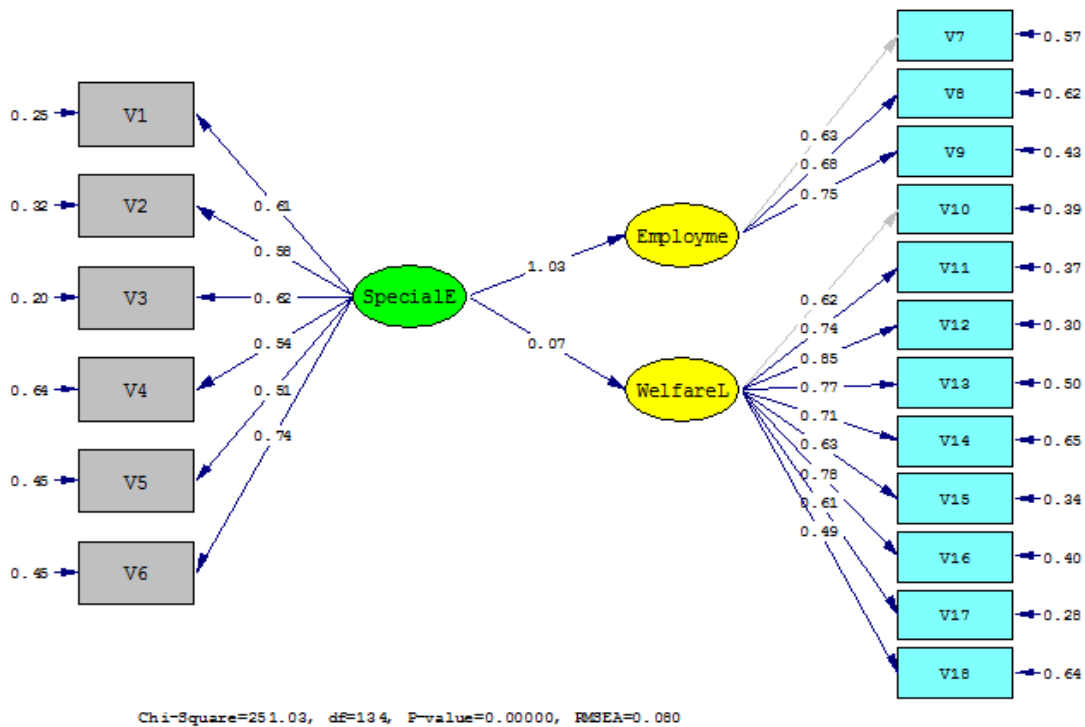 0.25 V1
0.32 V2
0.20 V3
0.64 V4
0.45 V5
0.45 V6
0.61
0.58
0.62
0.54
0.51
0.74
SpecialE
1.03
0.07
Employme
WelfareL
0.63
0.68
0.75
0.62
0.74
0.85
0.77
0.71
0.63
0.78
0.61
0.49
V7 0.57
V8 0.62
V9 0.43
V10 0.39
V11 0.37
V12 0.30
V13 0.50
V14 0.65
V15 0.34
V16 0.40
V17 0.28
V18 0.64
Chi-Square=251.03, df=134, P-value=0.00000, RMSEA=0.080